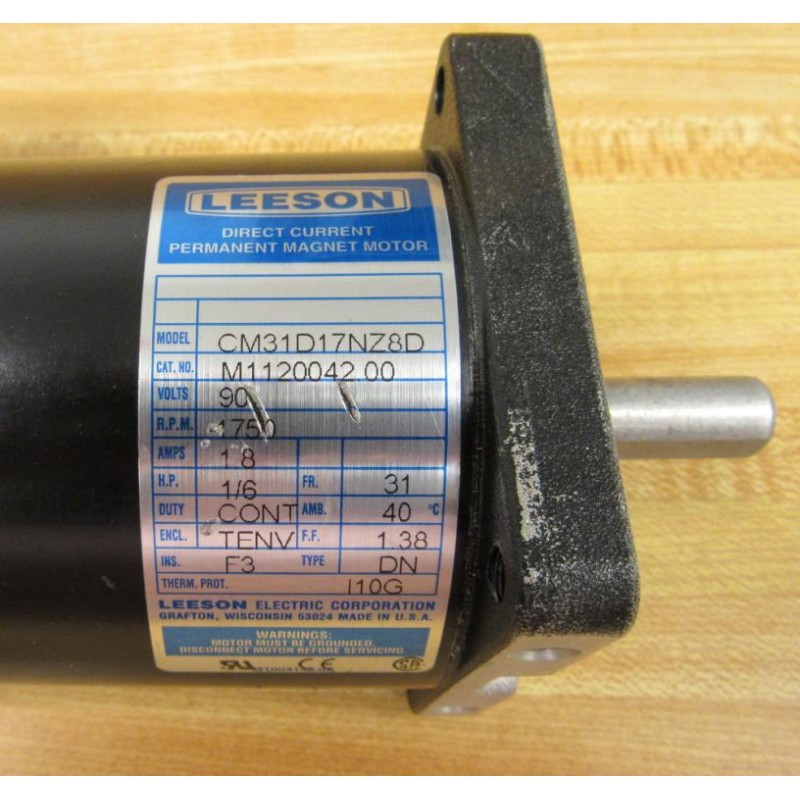 LEESON
DIRECT CURRENT
PERMANENT MAGNET MOTOR
MODEL CM31D17NZ8D
CAT. NO. M1120042.00
VOLTS 90
R.P.M. 1750
AMPS 1.8
H.P. 1/6 FR. 31
DUTY CONT AMB. 40 °C
ENCL. TENV F.F. 1.38
INS. F3 TYPE DN
THERM. PROT. I10G
LEESON ELECTRIC CORPORATION
GRAFTON, WISCONSIN 53024 MADE IN U.S.A.
WARNINGS:
MOTOR MUST BE GROUNDED.
DISCONNECT MOTOR BEFORE SERVICING
CE